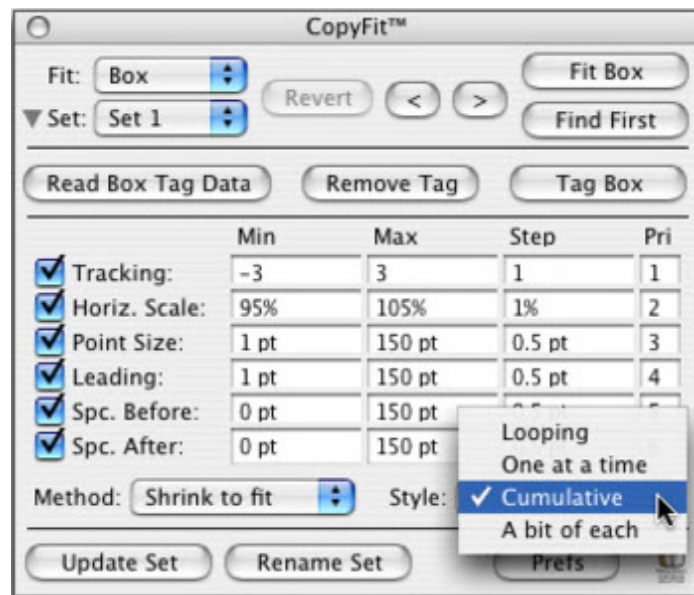 CopyFit™
Fit: Box
Revert < > Fit Box
Set: Set 1
Find First
Read Box Tag Data Remove Tag Tag Box
Min Max Step Pri
Tracking: -3 3 1 1
Horiz. Scale: 95% 105% 1% 2
Point Size: 1 pt 150 pt 0.5 pt 3
Leading: 1 pt 150 pt 0.5 pt 4
Spc. Before: 0 pt 150 pt
Spc. After: 0 pt 150 pt
Method: Shrink to fit Style:
Looping
One at a time
✓ Cumulative
A bit of each
Update Set Rename Set Prefs